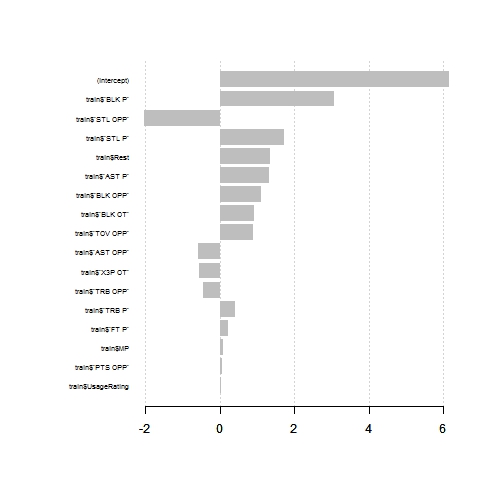 (Intercept)
train$`BLK P`
train$`STL OPP`
train$`STL P`
train$Rest
train$`AST P`
train$`BLK OPP`
train$`BLK OT`
train$`TOV OPP`
train$`AST OPP`
train$`X3P OT`
train$`TRB OPP`
train$`TRB P`
train$`FT P`
train$MP
train$`PTS OPP`
train$UsageRating
-2 0 2 4 6